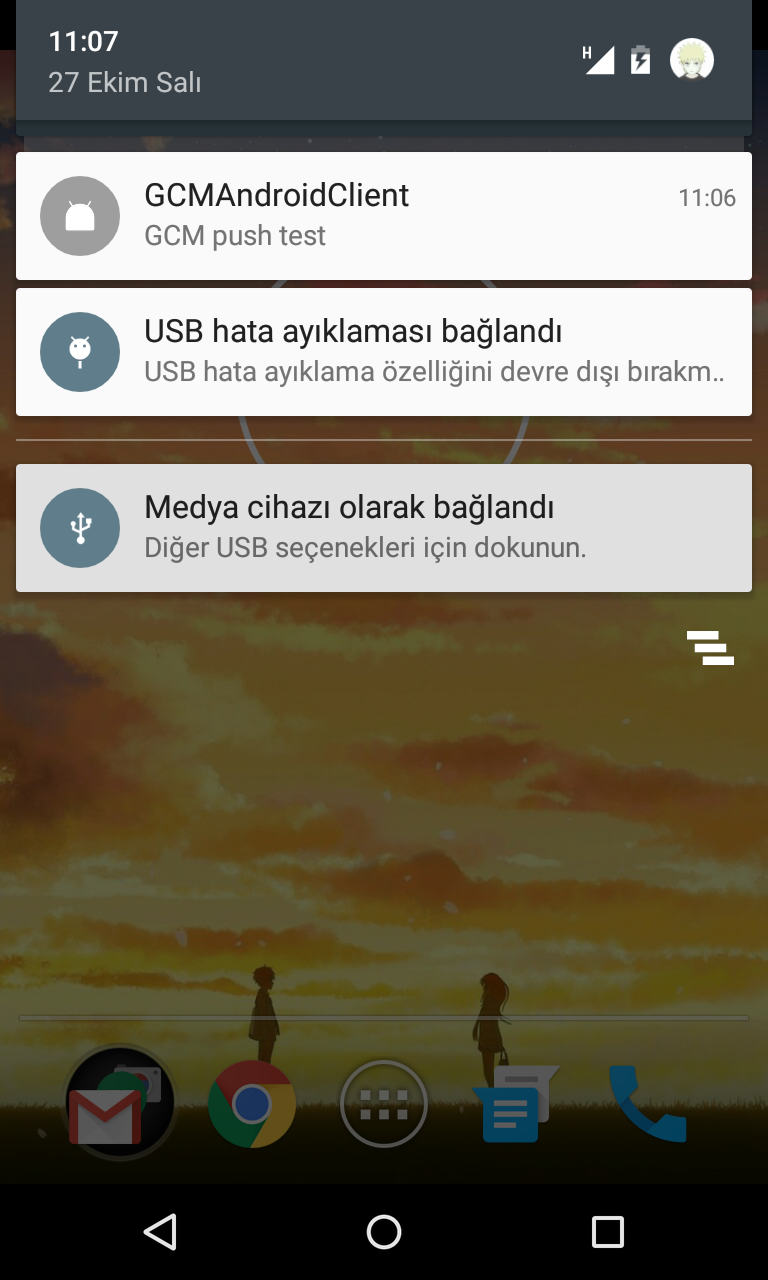 11:07
27 Ekim Salı
H
GCMAndroidClient 11:06
GCM push test
USB hata ayıklaması bağlandı
USB hata ayıklama özelliğini devre dışı bırakm..
Medya cihazı olarak bağlandı
Diğer USB seçenekleri için dokunun.